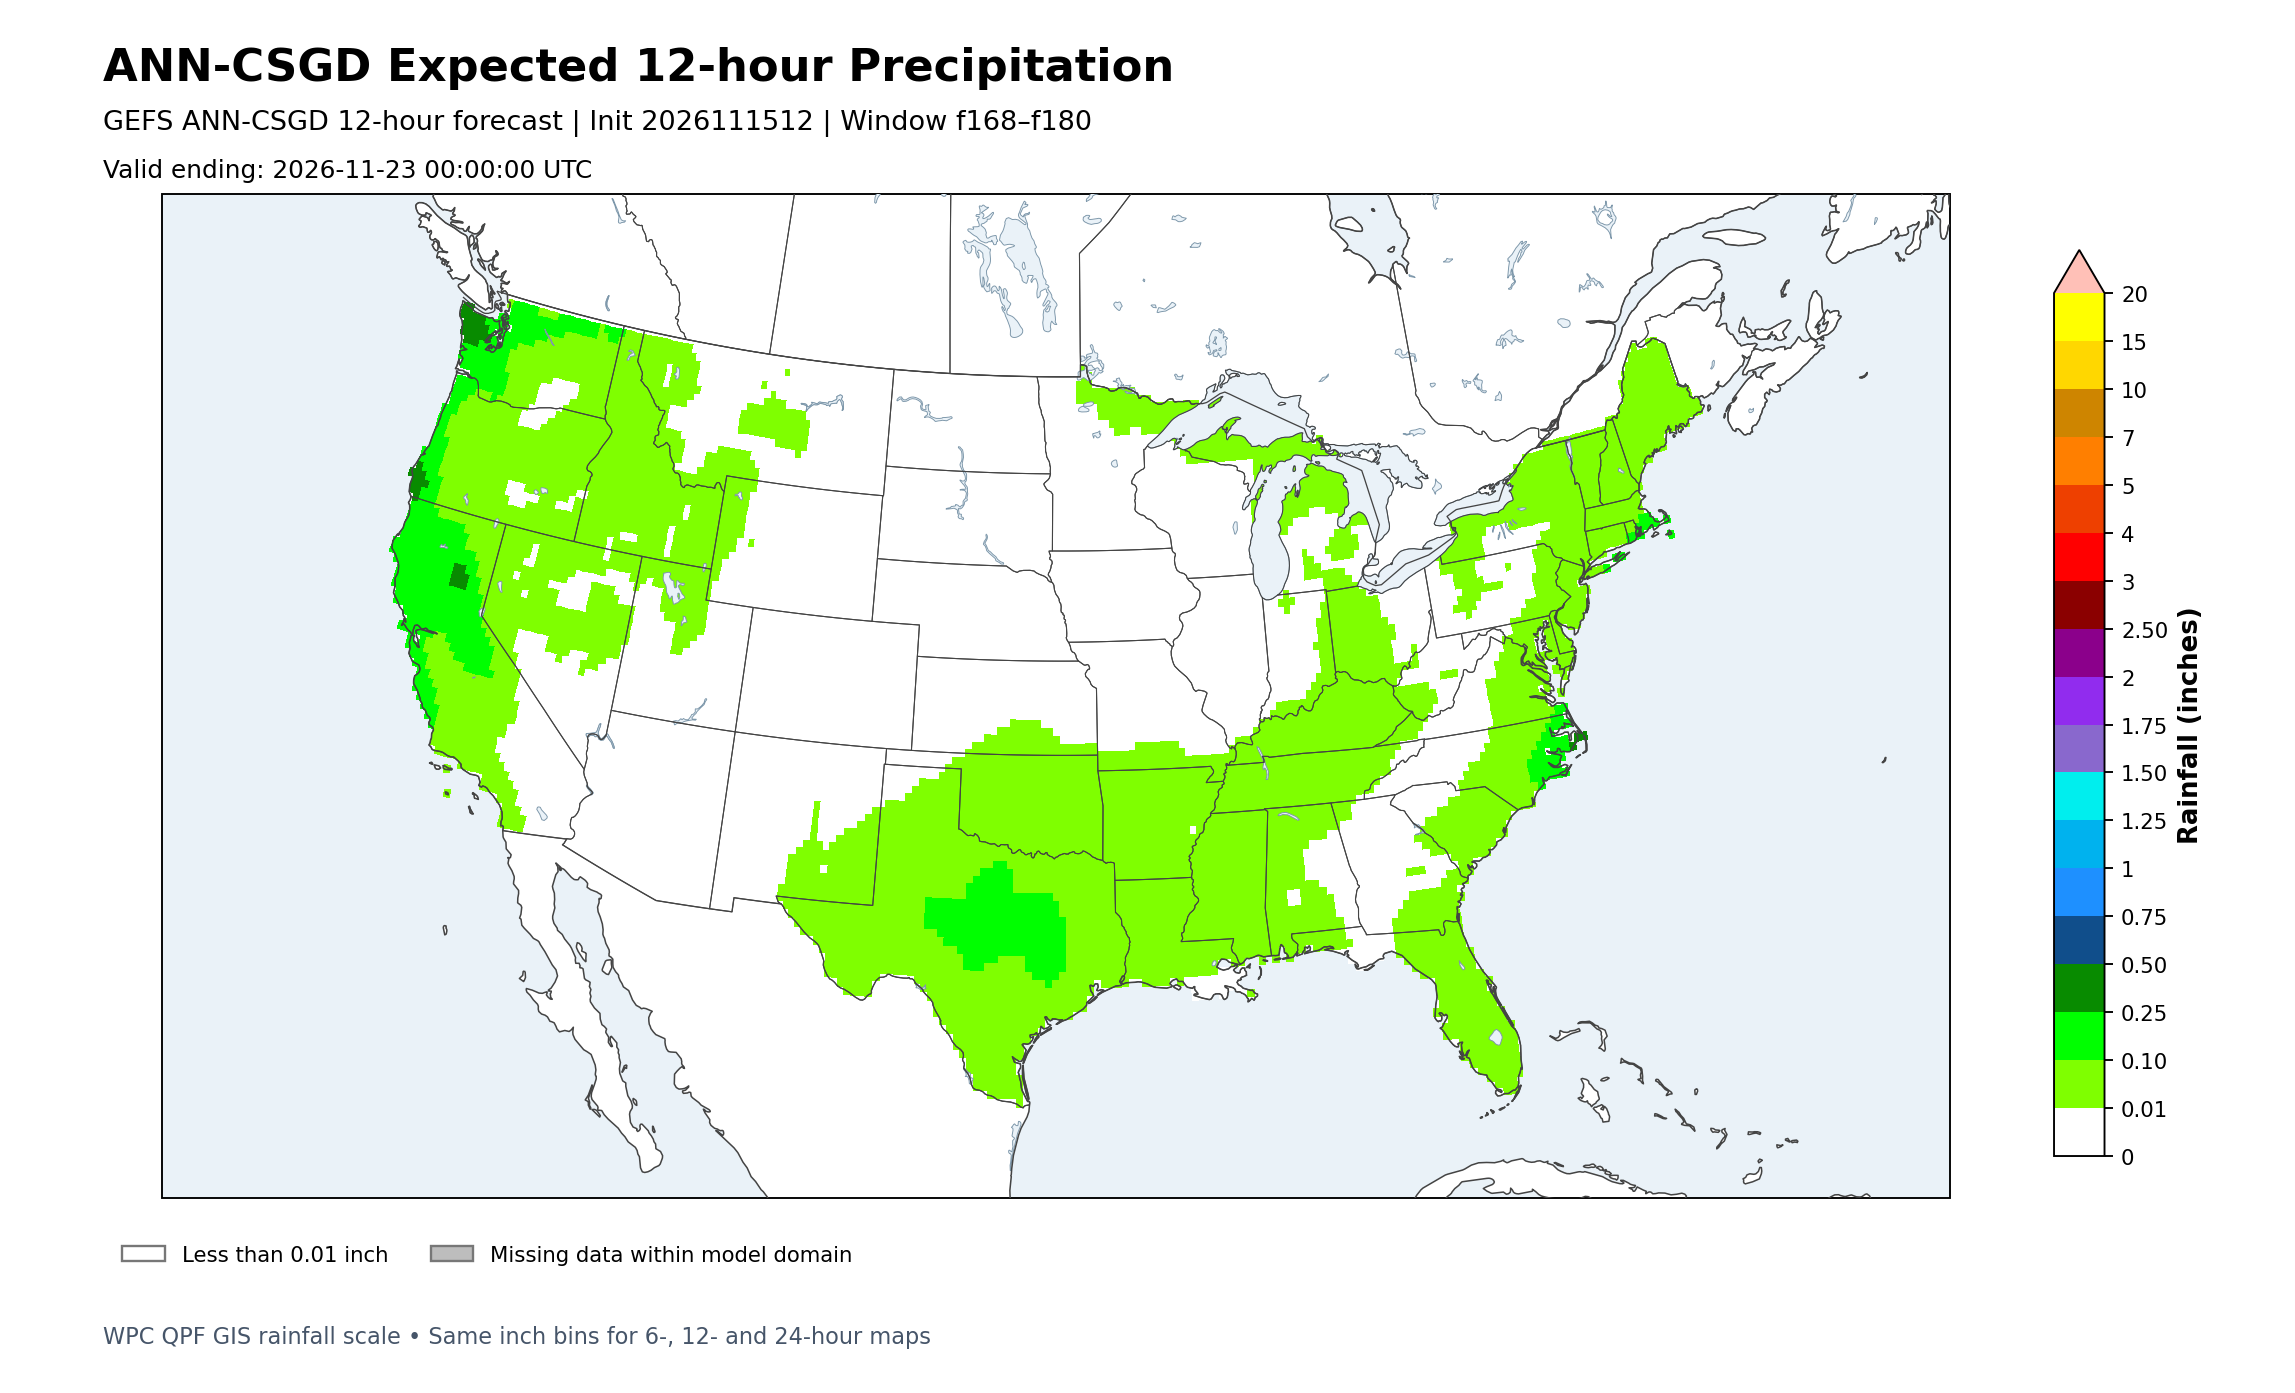 ANN-CSGD Expected 12-hour Precipitation
GEFS ANN-CSGD 12-hour forecast | Init 2026111512 | Window f168–f180
Valid ending: 2026-11-23 00:00:00 UTC
20
15
10
7
5
4
3
2.50
2
1.75
1.50
1.25
1
0.75
0.50
0.25
0.10
0.01
0
Rainfall (inches)
Less than 0.01 inch
Missing data within model domain
WPC QPF GIS rainfall scale • Same inch bins for 6-, 12- and 24-hour maps